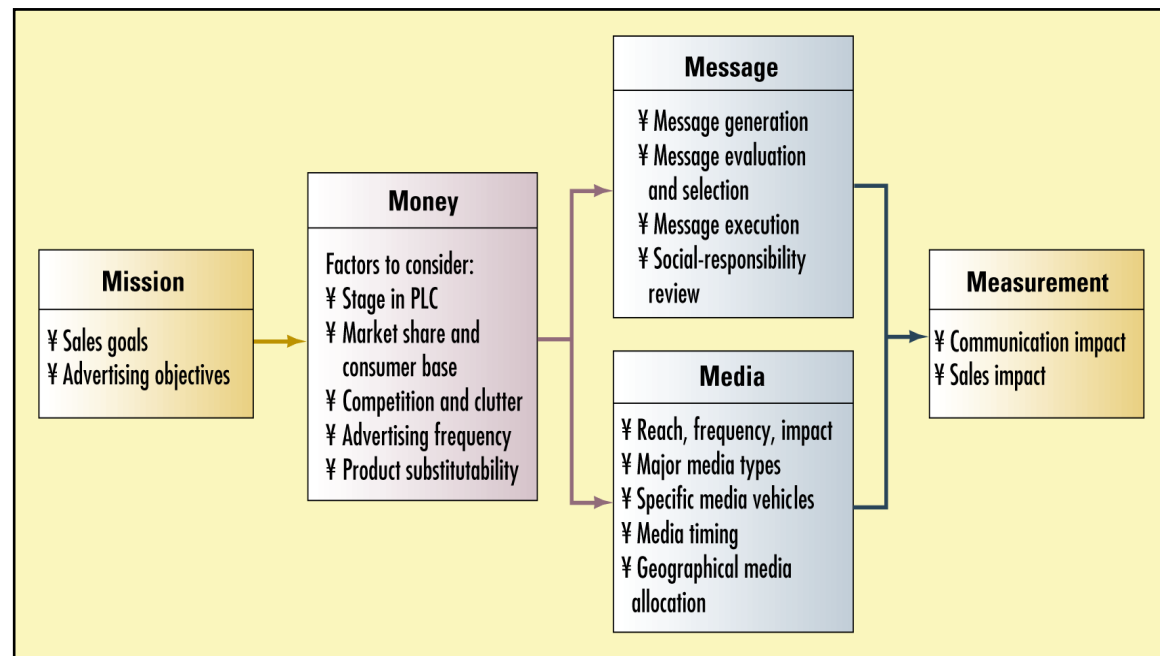 Mission
¥ Sales goals
¥ Advertising objectives
Money
Factors to consider:
¥ Stage in PLC
¥ Market share and
consumer base
¥ Competition and clutter
¥ Advertising frequency
¥ Product substitutability
Message
¥ Message generation
¥ Message evaluation
and selection
¥ Message execution
¥ Social-responsibility
review
Media
¥ Reach, frequency, impact
¥ Major media types
¥ Specific media vehicles
¥ Media timing
¥ Geographical media
allocation
Measurement
¥ Communication impact
¥ Sales impact